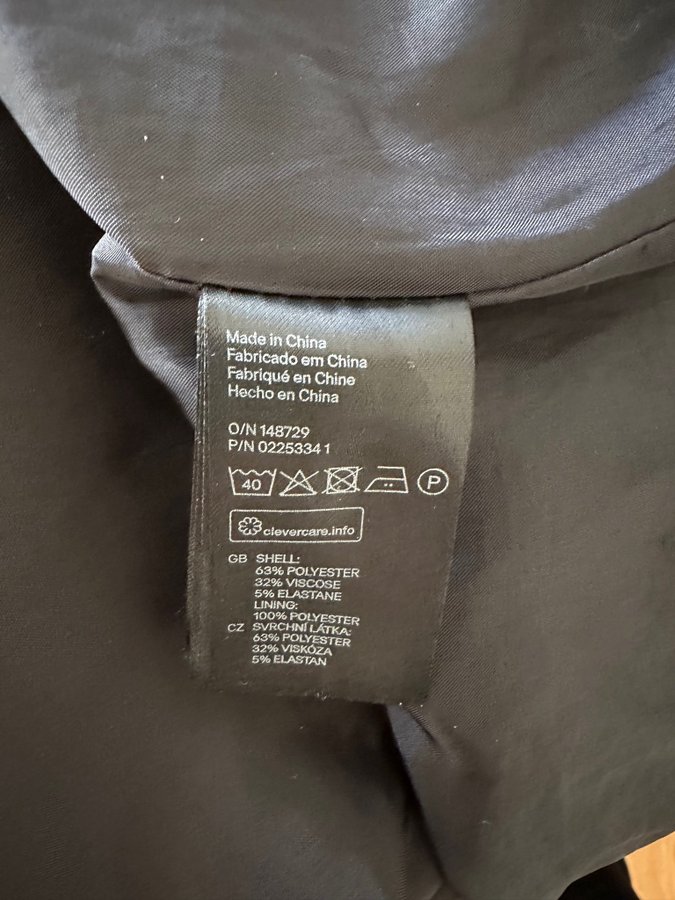 Made in China
Fabricado em China
Fabriqué en Chine
Hecho en China
O/N 148729
P/N 02253341
40 P
clevercare.info
GB SHELL:
63% POLYESTER
32% VISCOSE
5% ELASTANE
LINING:
100% POLYESTER
CZ SVRCHNÍ LÁTKA:
63% POLYESTER
32% VISKÓZA
5% ELASTAN